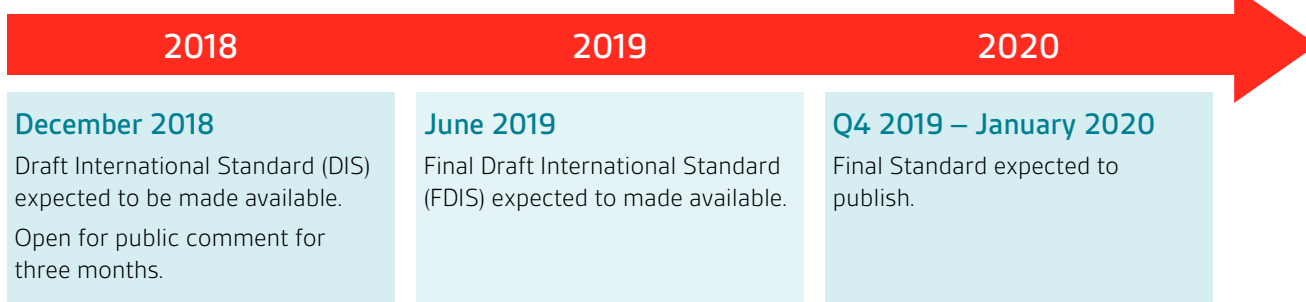 2018
2019
2020
December 2018
Draft International Standard (DIS)
expected to be made available.
Open for public comment for
three months.
June 2019
Final Draft International Standard
(FDIS) expected to made available.
Q4 2019 – January 2020
Final Standard expected to
publish.